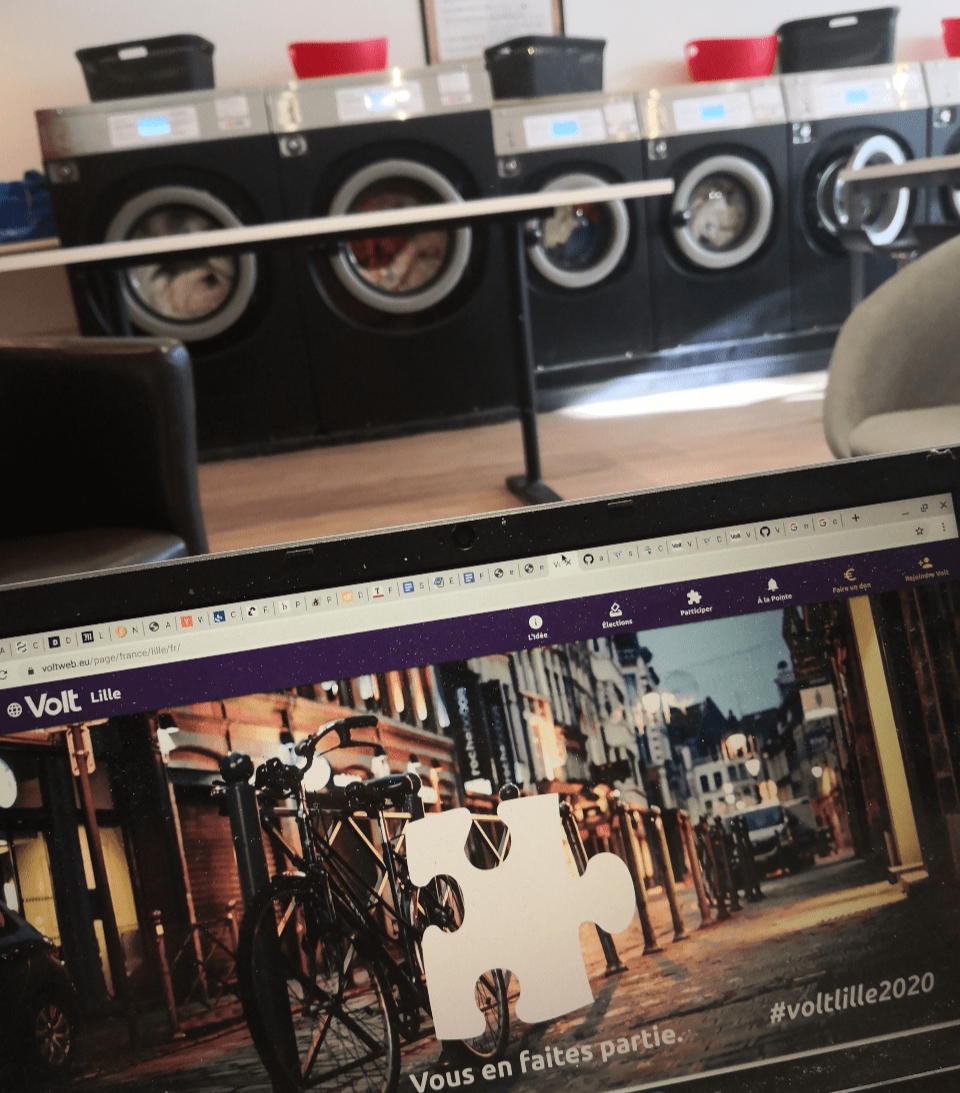 voltweb.eu/page/france/lille/fr/
L'idée
Élections
Participer
À la Pointe
Faire un don
Rejoindre Volt
Volt Lille
#voltlille2020
Vous en faites partie.